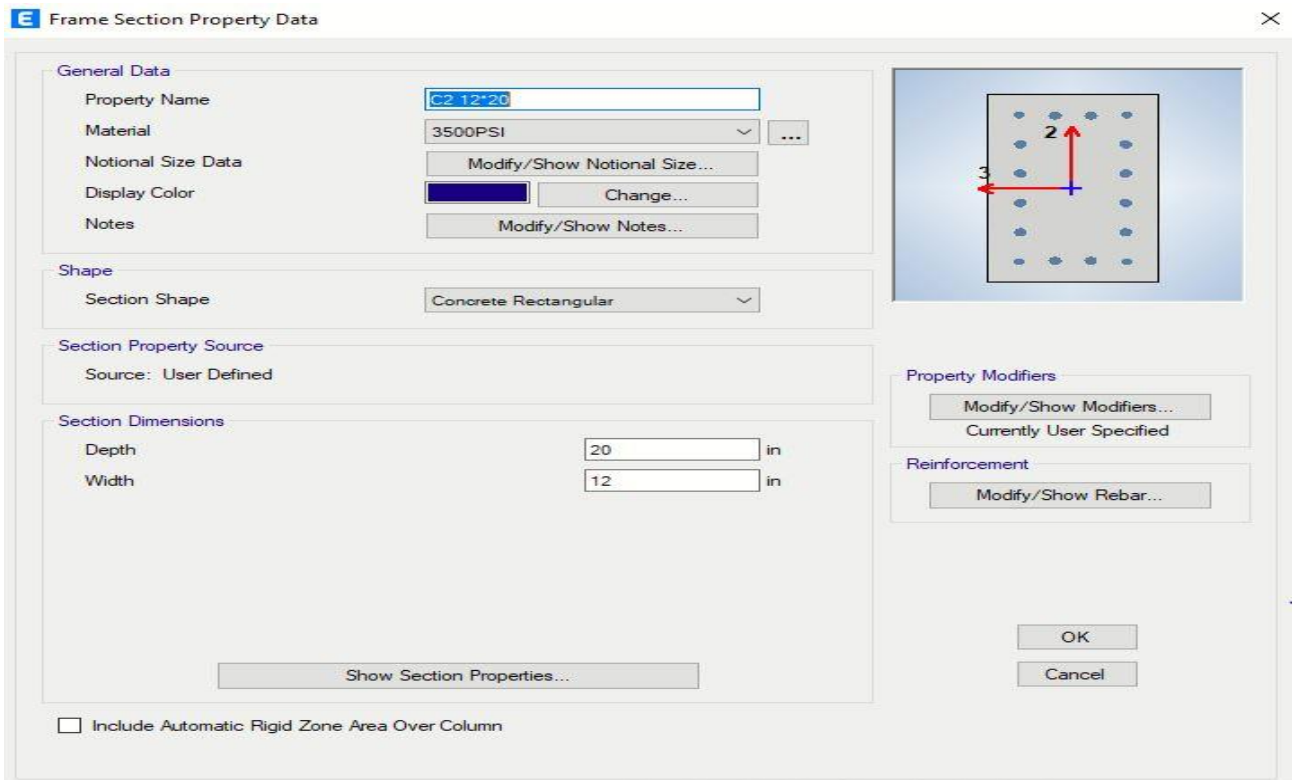 E Frame Section Property Data
General Data
Property Name C2 12*20
Material 3500PSI ...
Notional Size Data Modify/Show Notional Size...
Display Color Change...
Notes Modify/Show Notes...
2
3
Shape
Section Shape Concrete Rectangular
Section Property Source
Source: User Defined
Property Modifiers
Modify/Show Modifiers...
Currently User Specified
Section Dimensions
Depth 20 in
Width 12 in
Reinforcement
Modify/Show Rebar...
OK
Show Section Properties...
Cancel
Include Automatic Rigid Zone Area Over Column